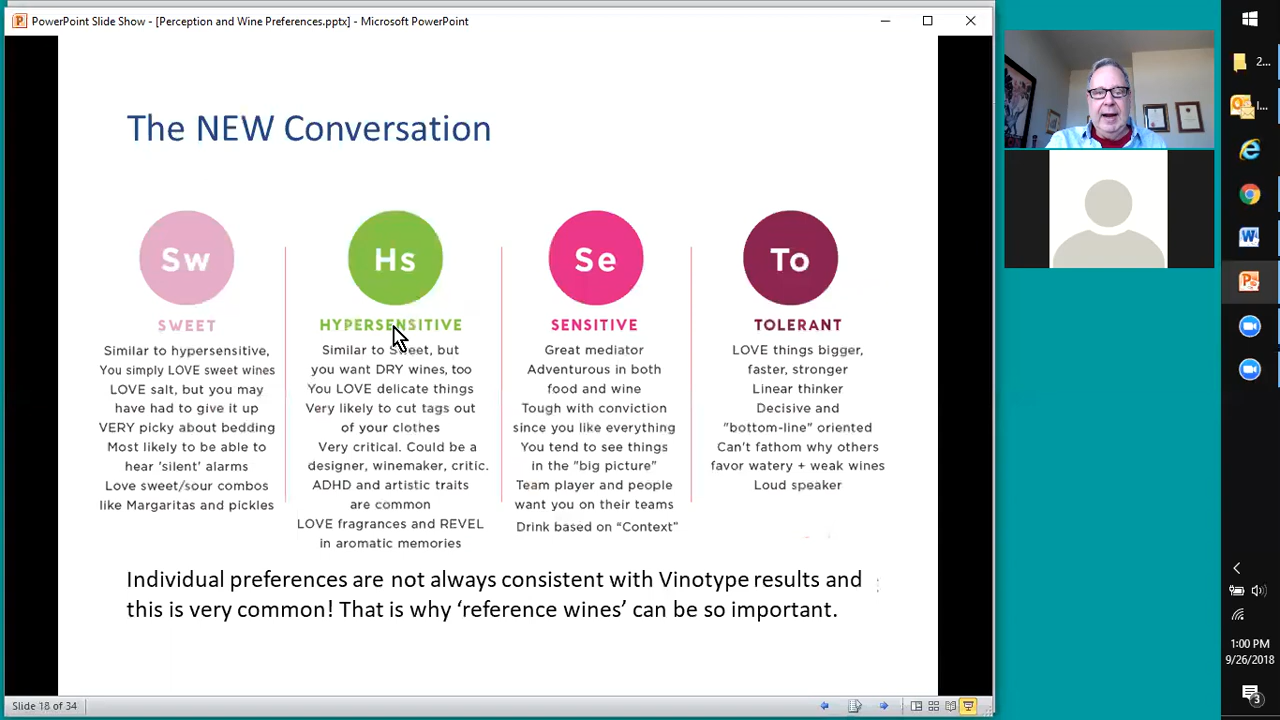 PowerPoint Slide Show - [Perception and Wine Preferences.pptx] - Microsoft PowerPoint
The NEW Conversation
Sw
SWEET
Similar to hypersensitive,
You simply LOVE sweet wines
LOVE salt, but you may
have had to give it up
VERY picky about bedding
Most likely to be able to
hear 'silent' alarms
Love sweet/sour combos
like Margaritas and pickles
Hs
HYPERSENSITIVE
Similar to Sweet, but
you want DRY wines, too
You LOVE delicate things
Very likely to cut tags out
of your clothes
Very critical. Could be a
designer, winemaker, critic.
ADHD and artistic traits
are common
LOVE fragrances and REVEL
in aromatic memories
Se
SENSITIVE
Great mediator
Adventurous in both
food and wine
Tough with conviction
since you like everything
You tend to see things
in the "big picture"
Team player and people
want you on their teams
Drink based on “Context”
To
TOLERANT
LOVE things bigger,
faster, stronger
Linear thinker
Decisive and
"bottom-line" oriented
Can't fathom why others
favor watery + weak wines
Loud speaker
Individual preferences are not always consistent with Vinotype results and
this is very common! That is why ‘reference wines’ can be so important.
Slide 18 of 34
2...
I...
1:00 PM
9/26/2018
3